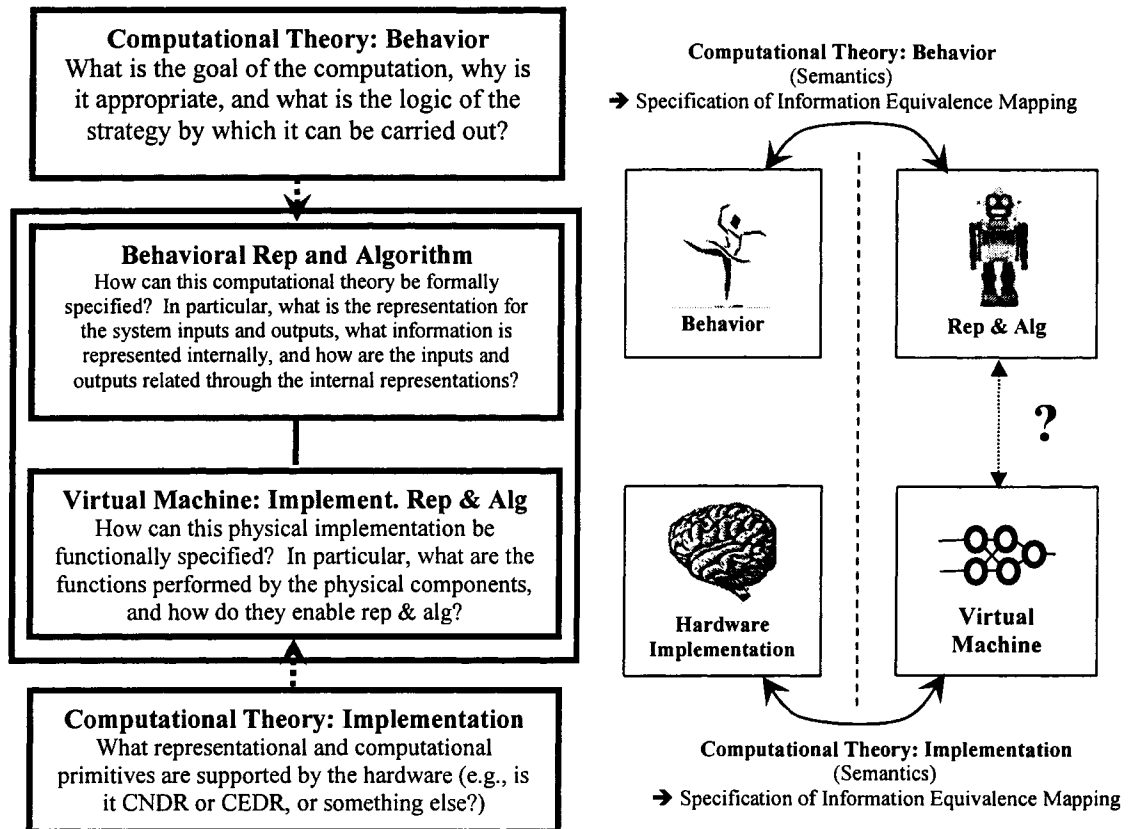 Computational Theory: Behavior
What is the goal of the computation, why is
it appropriate, and what is the logic of the
strategy by which it can be carried out?
Behavioral Rep and Algorithm
How can this computational theory be formally
specified? In particular, what is the representation for
the system inputs and outputs, what information is
represented internally, and how are the inputs and
outputs related through the internal representations?
Virtual Machine: Implement. Rep & Alg
How can this physical implementation be
functionally specified? In particular, what are the
functions performed by the physical components,
and how do they enable rep & alg?
Computational Theory: Implementation
What representational and computational
primitives are supported by the hardware (e.g., is
it CNDR or CEDR, or something else?)
Computational Theory: Behavior
(Semantics)
➔ Specification of Information Equivalence Mapping
Behavior
Rep & Alg
?
Hardware
Implementation
Virtual
Machine
Computational Theory: Implementation
(Semantics)
➔ Specification of Information Equivalence Mapping